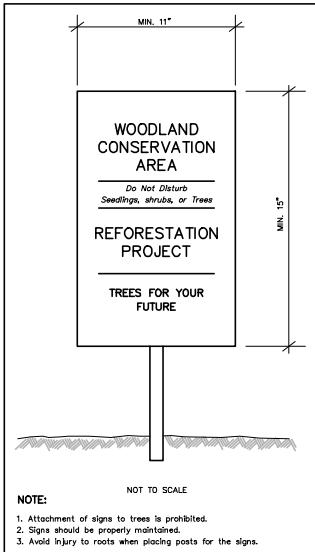 MIN. 11"
WOODLAND
CONSERVATION
AREA
Do Not Disturb
Seedlings, shrubs, or Trees
REFORESTATION
PROJECT
TREES FOR YOUR
FUTURE
MIN. 15"
NOT TO SCALE
NOTE:
1. Attachment of signs to trees is prohibited.
2. Signs should be properly maintained.
3. Avoid injury to roots when placing posts for the signs.